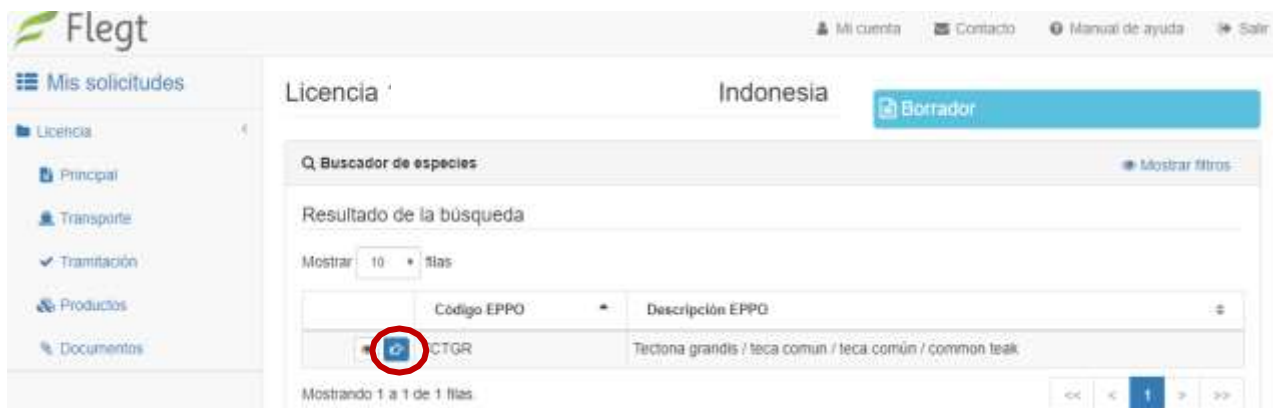 Flegt
Mi cuenta Contacto Manual de ayuda Salir
Mis solicitudes
Licencia Indonesia
Borrador
Licencia
Buscador de especies Mostrar filtros
Principal
Transporte
Resultado de la búsqueda
Tramitación
Mostrar 10 filas
Productos
Código EPPO Descripción EPPO
Documentos
CTGR Tectona grandis / teca comun / teca común / common teak
Mostrando 1 a 1 de 1 filas.
<< < 1 > >>